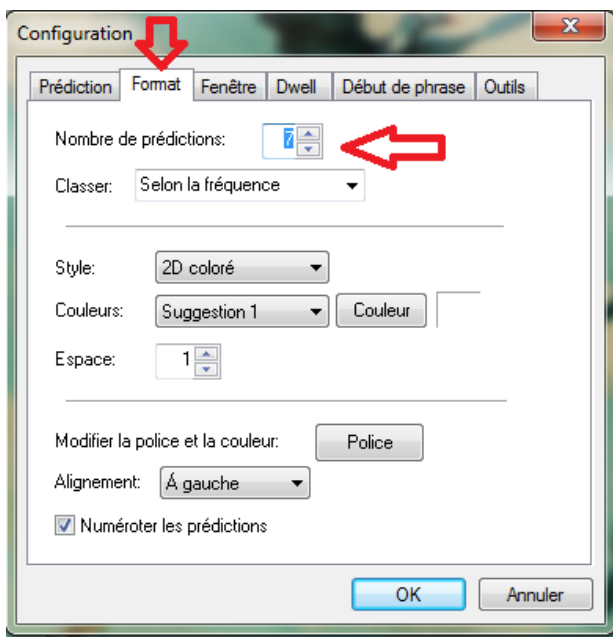 Configuration
Prédiction Format Fenêtre Dwell Début de phrase Outils
Nombre de prédictions: 7
Classer: Selon la fréquence
Style: 2D coloré
Couleurs: Suggestion 1 Couleur
Espace: 1
Modifier la police et la couleur: Police
Alignement: Á gauche
Numéroter les prédictions
OK Annuler